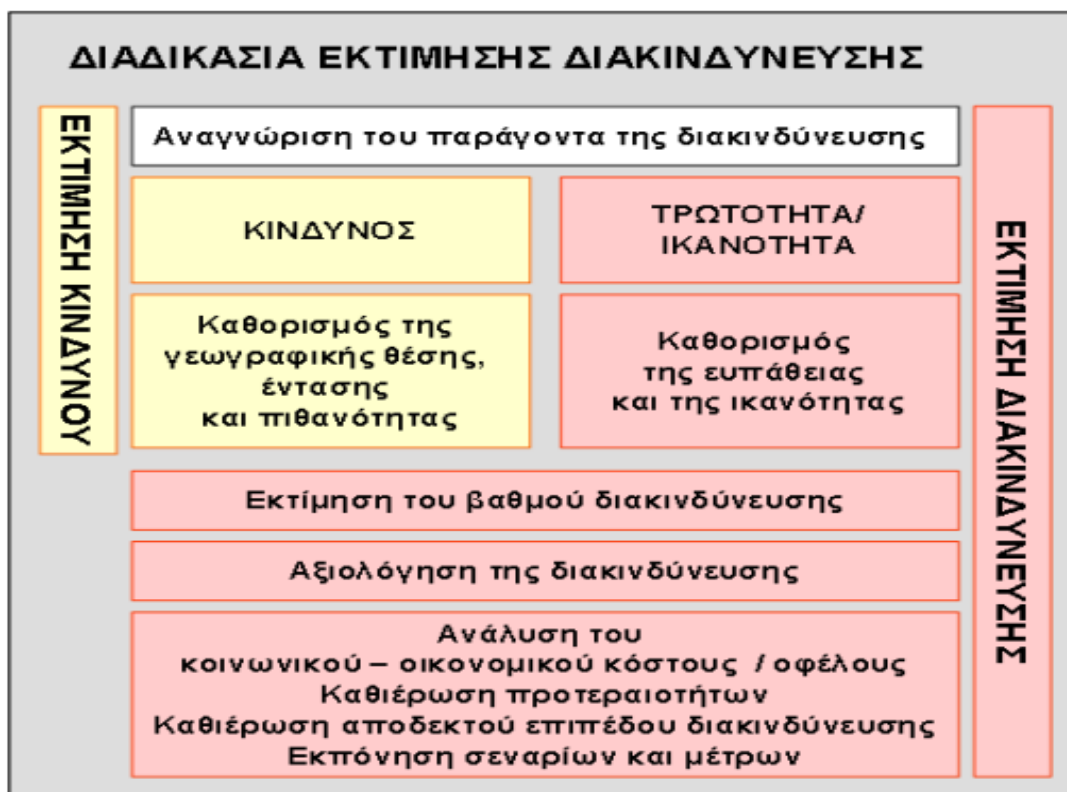 ΔΙΑΔΙΚΑΣΙΑ ΕΚΤΙΜΗΣΗΣ ΔΙΑΚΙΝΔΥΝΕΥΣΗΣ
ΕΚΤΙΜΗΣΗ ΚΙΝΔΥΝΟΥ
Αναγνώριση του παράγοντα της διακινδύνευσης
ΚΙΝΔΥΝΟΣ
ΤΡΩΤΟΤΗΤΑ/
ΙΚΑΝΟΤΗΤΑ
Καθορισμός της
γεωγραφικής θέσης,
έντασης
και πιθανότητας
Καθορισμός
της ευπάθειας
και της ικανότητας
Εκτίμηση του βαθμού διακινδύνευσης
Αξιολόγηση της διακινδύνευσης
Ανάλυση του
κοινωνικού – οικονομικού κόστους / οφέλους
Καθιέρωση προτεραιοτήτων
Καθιέρωση αποδεκτού επιπέδου διακινδύνευσης
Εκπόνηση σεναρίων και μέτρων
ΕΚΤΙΜΗΣΗ ΔΙΑΚΙΝΔΥΝΕΥΣΗΣ